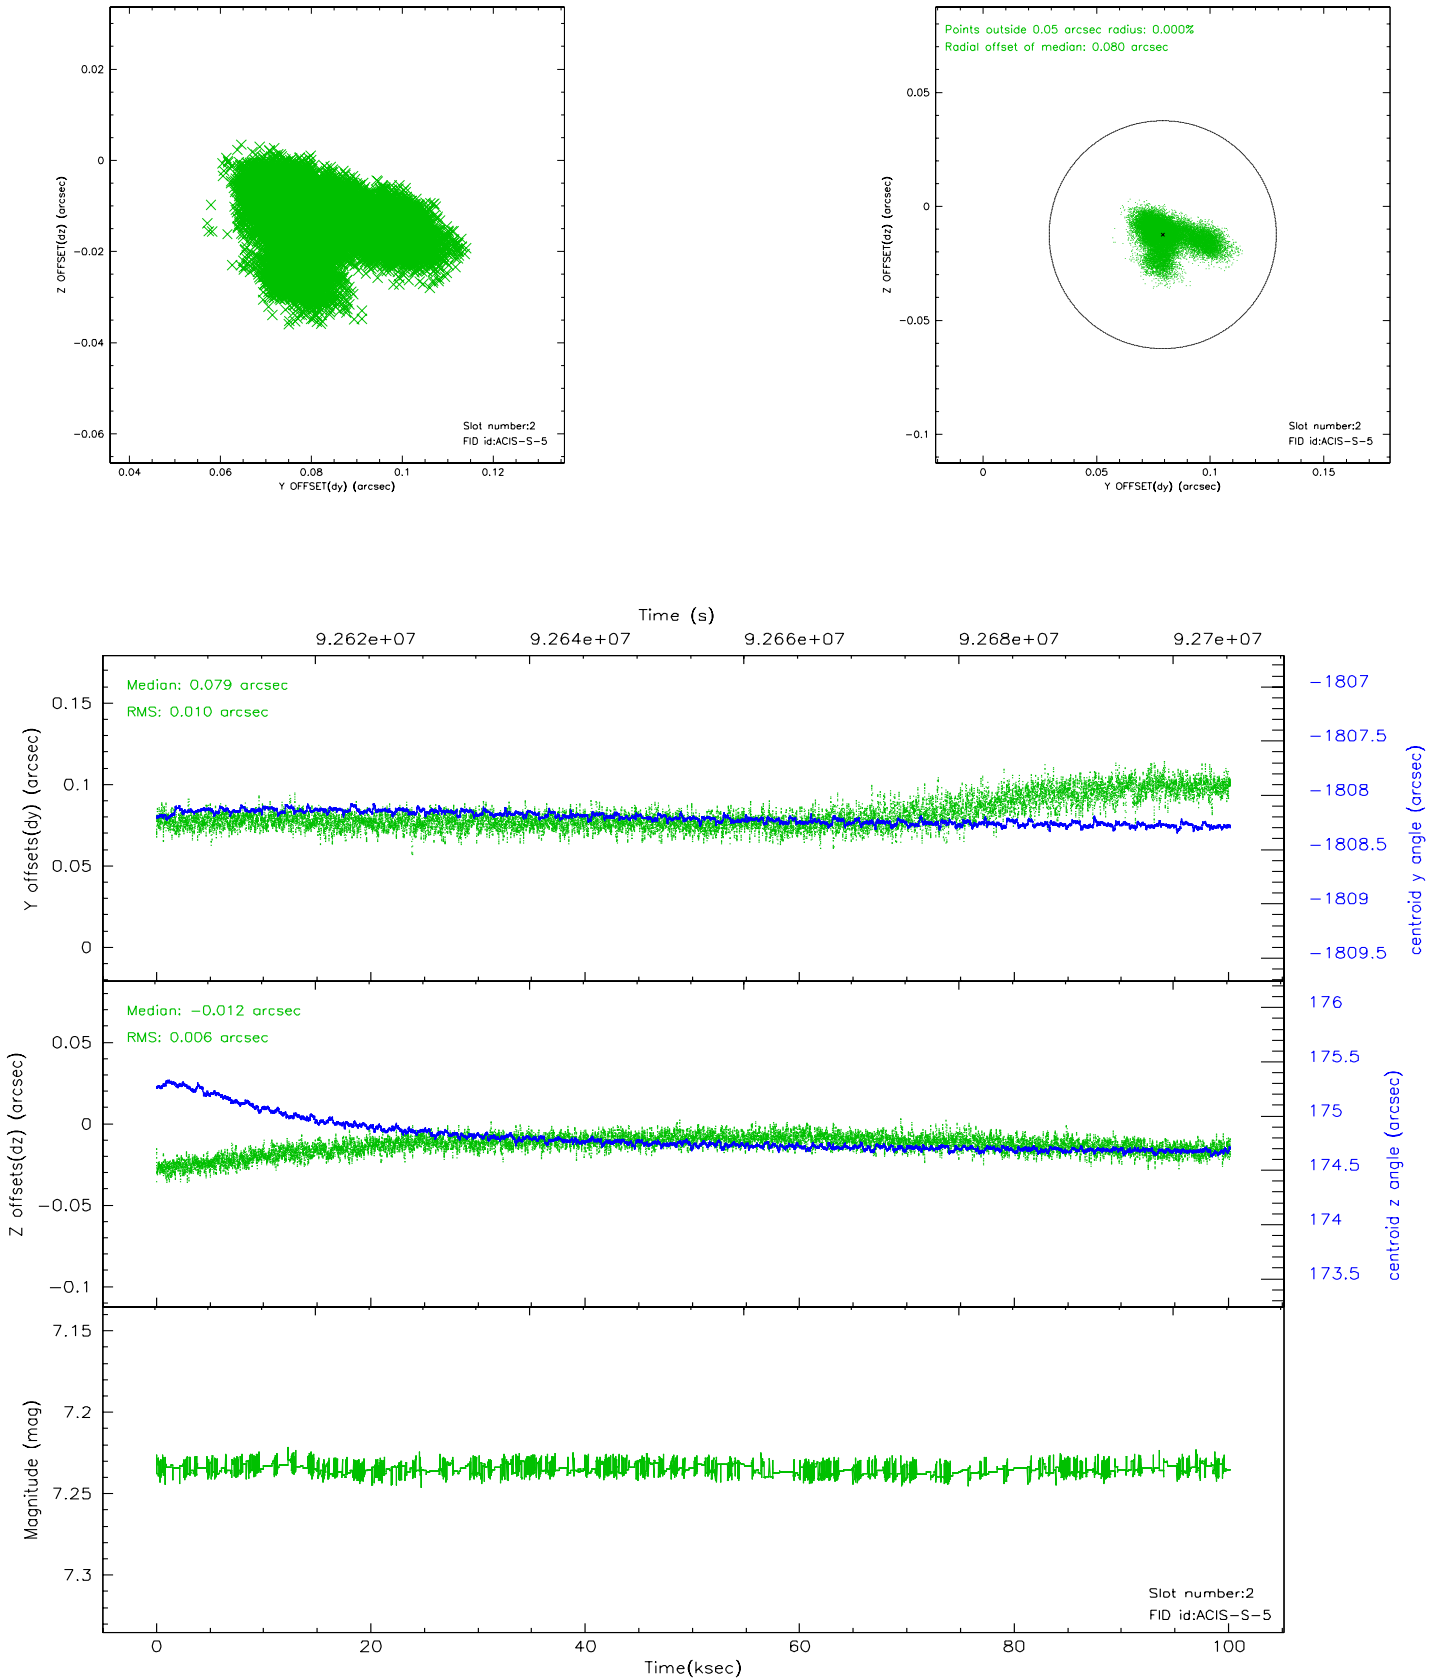 0.02
0
−0.02
−0.04
−0.06
Z OFFSET(dz) (arcsec)
Slot number:2
FID id:ACIS−S−5
0.04
0.06
0.08
0.1
0.12
Y OFFSET(dy) (arcsec)
Points outside 0.05 arcsec radius: 0.000%
Radial offset of median: 0.080 arcsec
0.05
0
−0.05
−0.1
Z OFFSET(dz) (arcsec)
Slot number:2
FID id:ACIS−S−5
0
0.05
0.1
0.15
Y OFFSET(dy) (arcsec)
Time (s)
9.262e+07
9.264e+07
9.266e+07
9.268e+07
9.27e+07
Median: 0.079 arcsec
RMS: 0.010 arcsec
0.15
0.1
0.05
0
Y offsets(dy) (arcsec)
−1807
−1807.5
−1808
−1808.5
−1809
−1809.5
centroid y angle (arcsec)
Median: −0.012 arcsec
RMS: 0.006 arcsec
0.05
0
−0.05
−0.1
Z offsets(dz) (arcsec)
176
175.5
175
174.5
174
173.5
centroid z angle (arcsec)
7.15
7.2
7.25
7.3
Magnitude (mag)
Slot number:2
FID id:ACIS−S−5
0
20
40
60
80
100
Time(ksec)